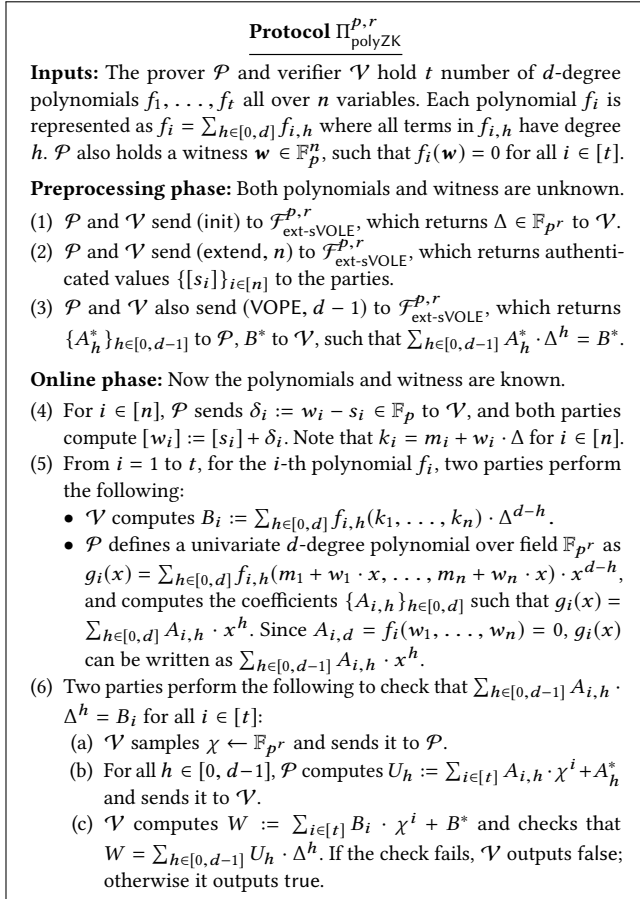 Protocol Π^{p,r}_{polyZK}
Inputs: The prover 𝒫 and verifier 𝒱 hold t number of d-degree
polynomials f_1, . . . , f_t all over n variables. Each polynomial f_i is
represented as f_i = ∑_{h∈[0,d]} f_{i,h} where all terms in f_{i,h} have degree
h. 𝒫 also holds a witness w ∈ 𝔽_p^n, such that f_i(w) = 0 for all i ∈ [t].
Preprocessing phase: Both polynomials and witness are unknown.
(1) 𝒫 and 𝒱 send (init) to ℱ^{p,r}_{ext-sVOLE}, which returns Δ ∈ 𝔽_{p^r} to 𝒱.
(2) 𝒫 and 𝒱 send (extend, n) to ℱ^{p,r}_{ext-sVOLE}, which returns authenti-
cated values {[s_i]}_{i∈[n]} to the parties.
(3) 𝒫 and 𝒱 also send (VOPE, d − 1) to ℱ^{p,r}_{ext-sVOLE}, which returns
{A^*_h}_{h∈[0,d−1]} to 𝒫, B^* to 𝒱, such that ∑_{h∈[0,d−1]} A^*_h · Δ^h = B^*.
Online phase: Now the polynomials and witness are known.
(4) For i ∈ [n], 𝒫 sends δ_i := w_i − s_i ∈ 𝔽_p to 𝒱, and both parties
compute [w_i] := [s_i] + δ_i. Note that k_i = m_i + w_i · Δ for i ∈ [n].
(5) From i = 1 to t, for the i-th polynomial f_i, two parties perform
the following:
• 𝒱 computes B_i := ∑_{h∈[0,d]} f_{i,h}(k_1, . . . , k_n) · Δ^{d−h}.
• 𝒫 defines a univariate d-degree polynomial over field 𝔽_{p^r} as
g_i(x) = ∑_{h∈[0,d]} f_{i,h}(m_1 + w_1 · x, . . . , m_n + w_n · x) · x^{d−h},
and computes the coefficients {A_{i,h}}_{h∈[0,d]} such that g_i(x) =
∑_{h∈[0,d]} A_{i,h} · x^h. Since A_{i,d} = f_i(w_1, . . . , w_n) = 0, g_i(x)
can be written as ∑_{h∈[0,d−1]} A_{i,h} · x^h.
(6) Two parties perform the following to check that ∑_{h∈[0,d−1]} A_{i,h} ·
Δ^h = B_i for all i ∈ [t]:
(a) 𝒱 samples χ ← 𝔽_{p^r} and sends it to 𝒫.
(b) For all h ∈ [0, d−1], 𝒫 computes U_h := ∑_{i∈[t]} A_{i,h} · χ^i + A^*_h
and sends it to 𝒱.
(c) 𝒱 computes W := ∑_{i∈[t]} B_i · χ^i + B^* and checks that
W = ∑_{h∈[0,d−1]} U_h · Δ^h. If the check fails, 𝒱 outputs false;
otherwise it outputs true.